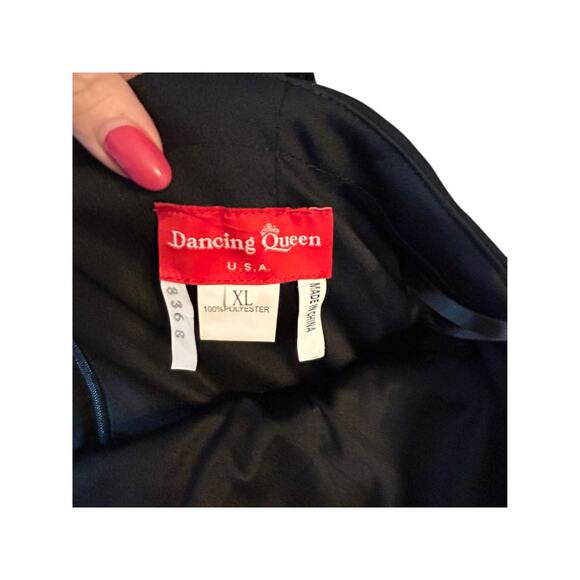 Dancing Queen
U.S.A.
8368
XL
100%POLYESTER
MADE IN CHINA